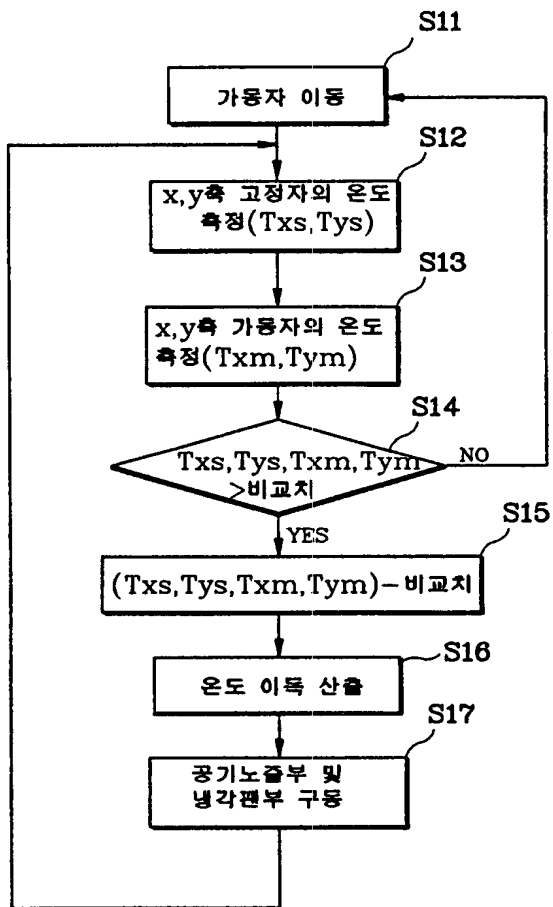 S11
가동자 이동
S12
x,y축 고정자의 온도
측정(Txs,Tys)
S13
x,y축 가동자의 온도
측정(Txm,Tym)
S14
Txs,Tys,Txm,Tym
>비교치
NO
YES
S15
(Txs,Tys,Txm,Tym)-비교치
S16
온도 이득 산출
S17
공기노즐부 및
냉각팬부 구동